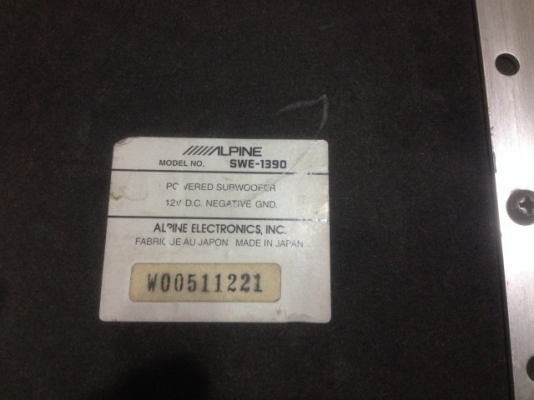 ALPINE
MODEL NO. SWE-1390
POWERED SUBWOOFER
12V D.C. NEGATIVE GND.
ALPINE ELECTRONICS, INC.
FABRIQUE AU JAPON MADE IN JAPAN
W00511221